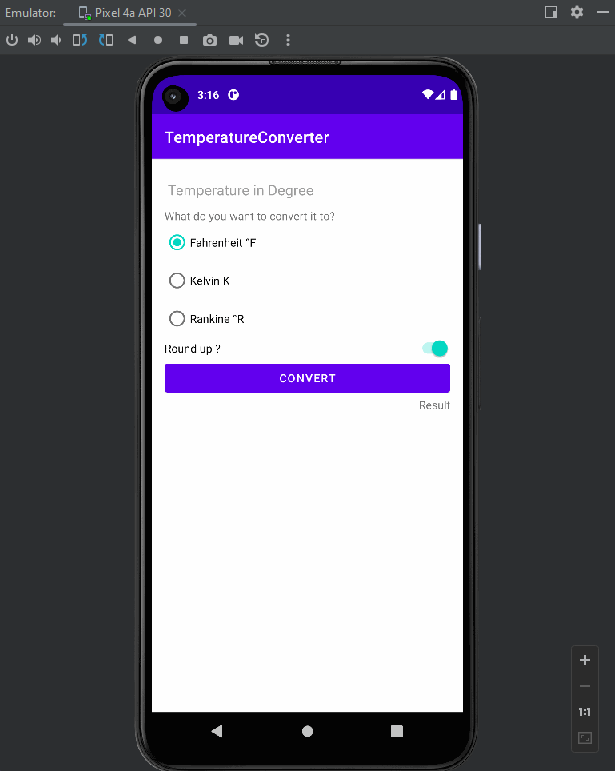 Emulator: Pixel 4a API 30
3:16
TemperatureConverter
Temperature in Degree
What do you want to convert it to?
Fahrenheit °F
Kelvin K
Rankine °R
Round up ?
CONVERT
Result
1:1